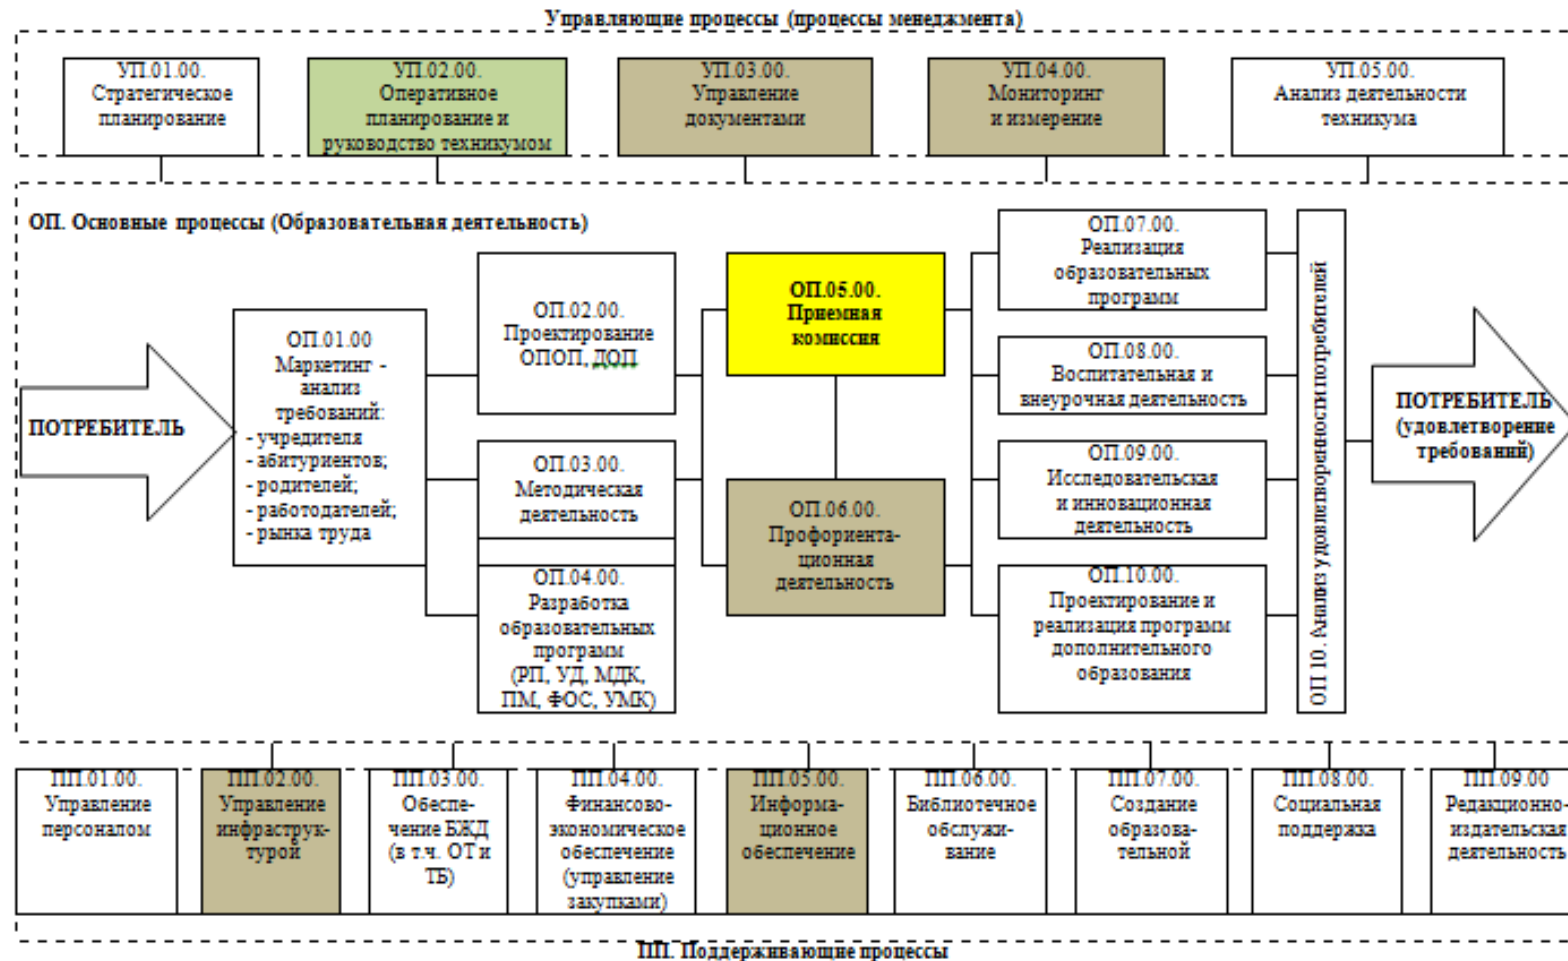 Управляющие процессы (процессы менеджмента)
УП.01.00.
Стратегическое
планирование
УП.02.00.
Оперативное
планирование и
руководство техникумом
УП.03.00.
Управление
документами
УП.04.00.
Мониторинг
и измерение
УП.05.00.
Анализ деятельности
техникума
ОП. Основные процессы (Образовательная деятельность)
ПОТРЕБИТЕЛЬ
ОП.01.00
Маркетинг -
анализ
требований:
- учредителя
- абитуриентов;
- родителей;
- работодателей;
- рынка труда
ОП.02.00.
Проектирование
ОПОП, ДОП
ОП.03.00.
Методическая
деятельность
ОП.04.00.
Разработка
образовательных
программ
(РП, УД, МДК,
ПМ, ФОС, УМК)
ОП.05.00.
Приемная
комиссия
ОП.06.00.
Профориента-
ционная
деятельность
ОП.07.00.
Реализация
образовательных
программ
ОП.08.00.
Воспитательная и
внеурочная деятельность
ОП.09.00.
Исследовательская
и инновационная
деятельность
ОП.10.00.
Проектирование и
реализация программ
дополнительного
образования
ОП 10. Анализ удовлетворенности потребителей
ПОТРЕБИТЕЛЬ
(удовлетворение
требований)
ПП.01.00.
Управление
персоналом
ПП.02.00.
Управление
инфраструк-
турой
ПП.03.00.
Обеспе-
чение БЖД
(в т.ч. ОТ и
ТБ)
ПП.04.00.
Финансово-
экономическое
обеспечение
(управление
закупками)
ПП.05.00.
Информа-
ционное
обеспечение
ПП.06.00.
Библиотечное
обслужи-
вание
ПП.07.00.
Создание
образова-
тельной
ПП.08.00.
Социальная
поддержка
ПП.09.00
Редакционно-
издательская
деятельность
ПП. Поддерживающие процессы